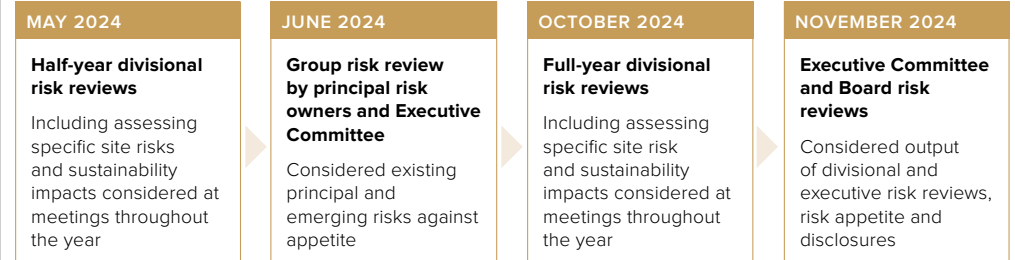 MAY 2024
Half-year divisional
risk reviews
Including assessing
specific site risks
and sustainability
impacts considered at
meetings throughout
the year
JUNE 2024
Group risk review
by principal risk
owners and Executive
Committee
Considered existing
principal and
emerging risks against
appetite
OCTOBER 2024
Full-year divisional
risk reviews
Including assessing
specific site risk
and sustainability
impacts considered at
meetings throughout
the year
NOVEMBER 2024
Executive Committee
and Board risk
reviews
Considered output
of divisional and
executive risk reviews,
risk appetite and
disclosures